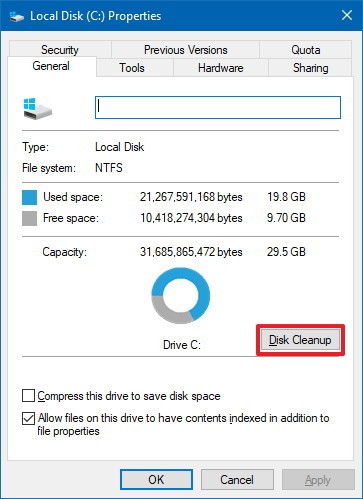 Local Disk (C:) Properties
Security Previous Versions Quota
General Tools Hardware Sharing
Type: Local Disk
File system: NTFS
Used space: 21,267,591,168 bytes 19.8 GB
Free space: 10,418,274,304 bytes 9.70 GB
Capacity: 31,685,865,472 bytes 29.5 GB
Drive C: Disk Cleanup
Compress this drive to save disk space
Allow files on this drive to have contents indexed in addition to
file properties
OK Cancel Apply